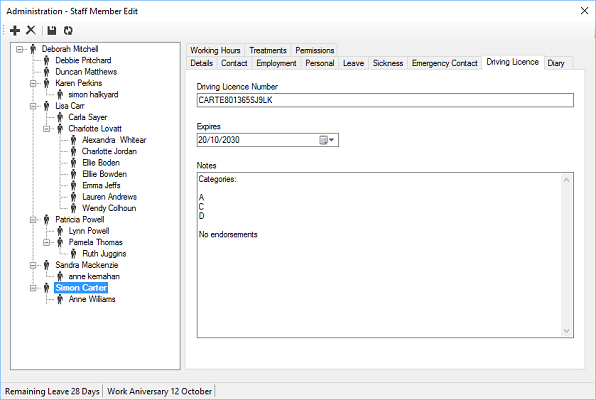 Administration - Staff Member Edit
Deborah Mitchell
Debbie Pritchard
Duncan Matthews
Karen Perkins
simon halkyard
Lisa Carr
Carla Sayer
Charlotte Lovatt
Alexandra Whitear
Charlotte Jordan
Ellie Boden
Elllie Bowden
Emma Jeffs
Lauren Andrews
Wendy Colhoun
Patricia Powell
Lynn Powell
Pamela Thomas
Ruth Juggins
Sandra Mackenzie
anne kernahan
Simon Carter
Anne Williams
Working Hours Treatments Permissions
Details Contact Employment Personal Leave Sickness Emergency Contact Driving Licence Diary
Driving Licence Number
CARTE801365SJ9LK
Expires
20/10/2030
Notes
Categories:
A
C
D
No endorsements
Remaining Leave 28 Days Work Aniversary 12 October